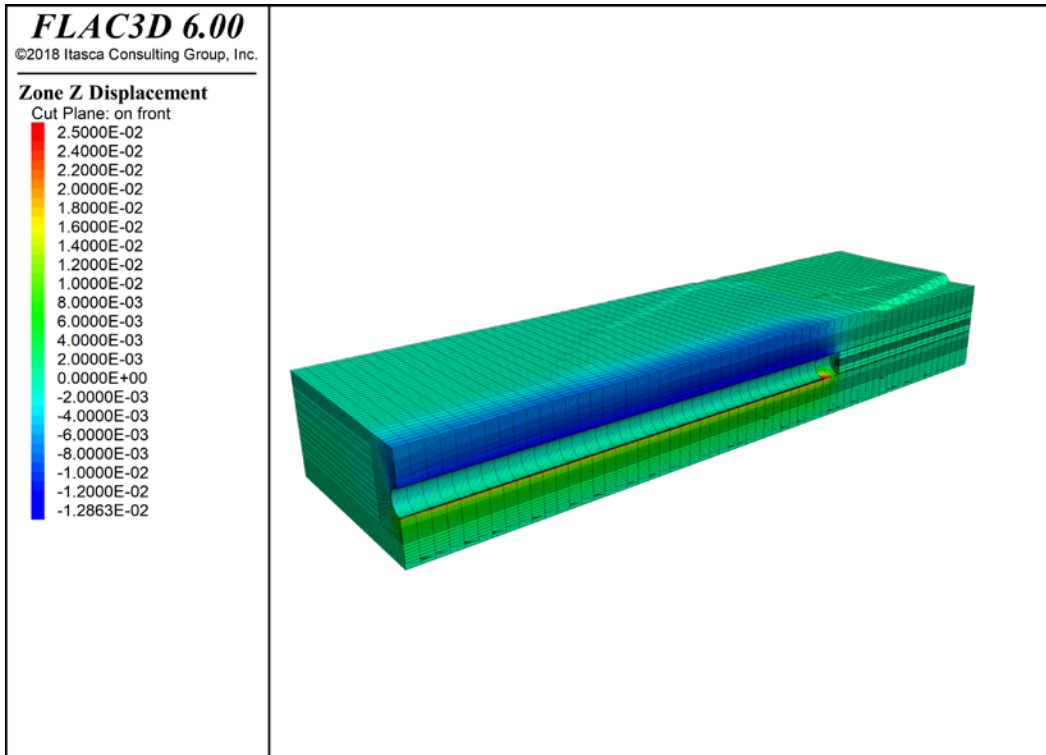 FLAC3D 6.00
©2018 Itasca Consulting Group, Inc.
Zone Z Displacement
Cut Plane: on front
2.5000E-02
2.4000E-02
2.2000E-02
2.0000E-02
1.8000E-02
1.6000E-02
1.4000E-02
1.2000E-02
1.0000E-02
8.0000E-03
6.0000E-03
4.0000E-03
2.0000E-03
0.0000E+00
-2.0000E-03
-4.0000E-03
-6.0000E-03
-8.0000E-03
-1.0000E-02
-1.2000E-02
-1.2863E-02